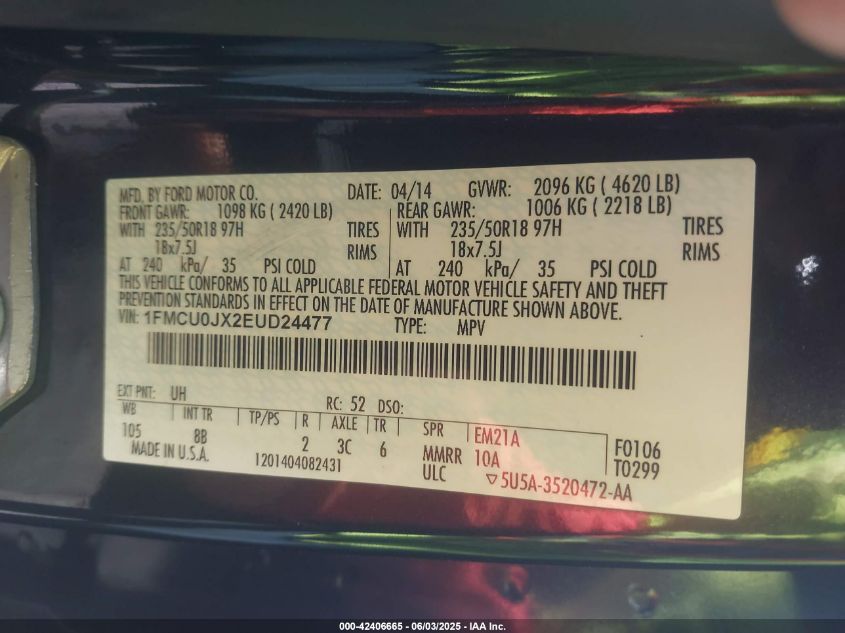 MFD. BY FORD MOTOR CO. DATE: 04/14 GVWR: 2096 KG ( 4620 LB)
FRONT GAWR: 1098 KG ( 2420 LB) REAR GAWR: 1006 KG ( 2218 LB)
WITH 235/50R18 97H TIRES WITH 235/50R18 97H TIRES
18x7.5J RIMS 18x7.5J RIMS
AT 240 kPa/ 35 PSI COLD AT 240 kPa/ 35 PSI COLD
THIS VEHICLE CONFORMS TO ALL APPLICABLE FEDERAL MOTOR VEHICLE SAFETY AND THEFT
PREVENTION STANDARDS IN EFFECT ON THE DATE OF MANUFACTURE SHOWN ABOVE.
VIN: 1FMCU0JX2EUD24477 TYPE: MPV
EXT PNT: UH RC: 52 DSO:
WB INT TR TP/PS R AXLE TR SPR EM21A F0106
105 8B 2 3C 6 MMRR 10A T0299
MADE IN U.S.A. 1201404082431 ULC ▽5U5A-3520472-AA
000-42406665 - 06/03/2025 - IAA Inc.